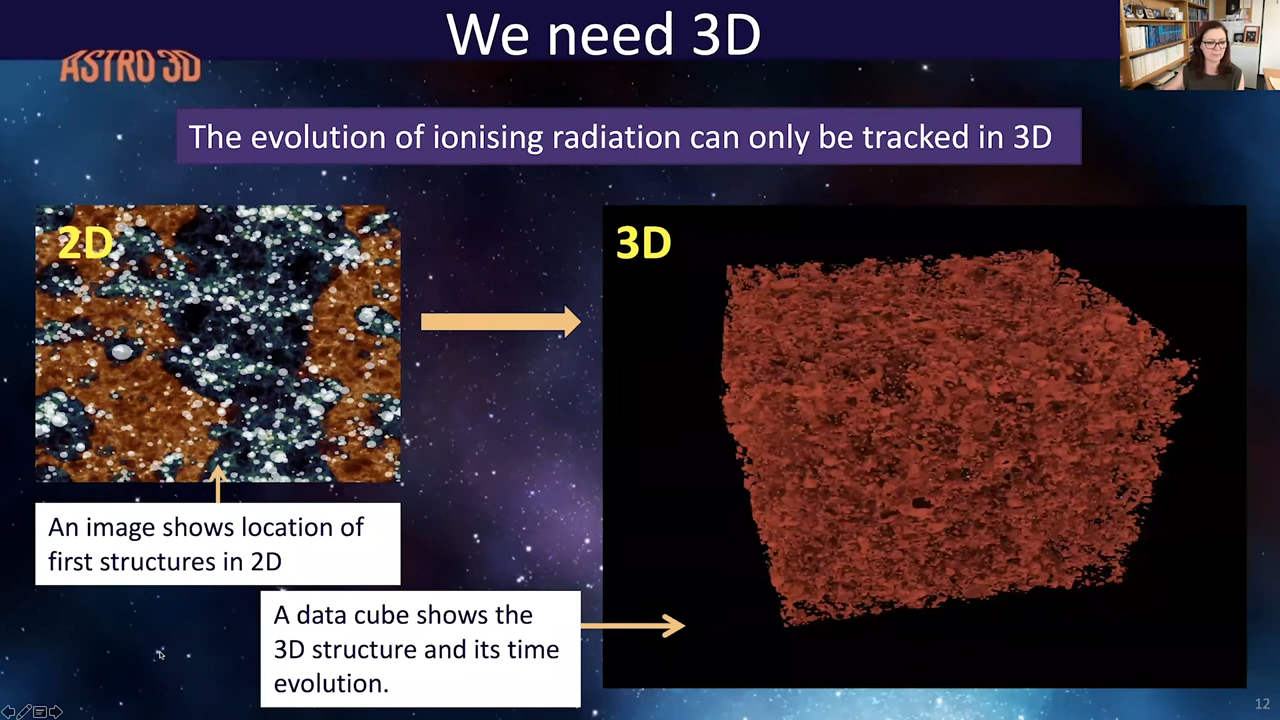 We need 3D
ASTRO 3D
The evolution of ionising radiation can only be tracked in 3D
2D
3D
An image shows location of
first structures in 2D
A data cube shows the
3D structure and its time
evolution.
12